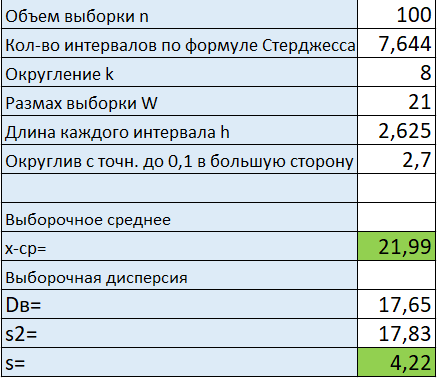 Объем выборки n 100
Кол-во интервалов по формуле Стерджесса 7,644
Округление k 8
Размах выборки W 21
Длина каждого интервала h 2,625
Округлив с точн. до 0,1 в большую сторону 2,7
Выборочное среднее
х-ср= 21,99
Выборочная дисперсия
Dв= 17,65
s2= 17,83
s= 4,22